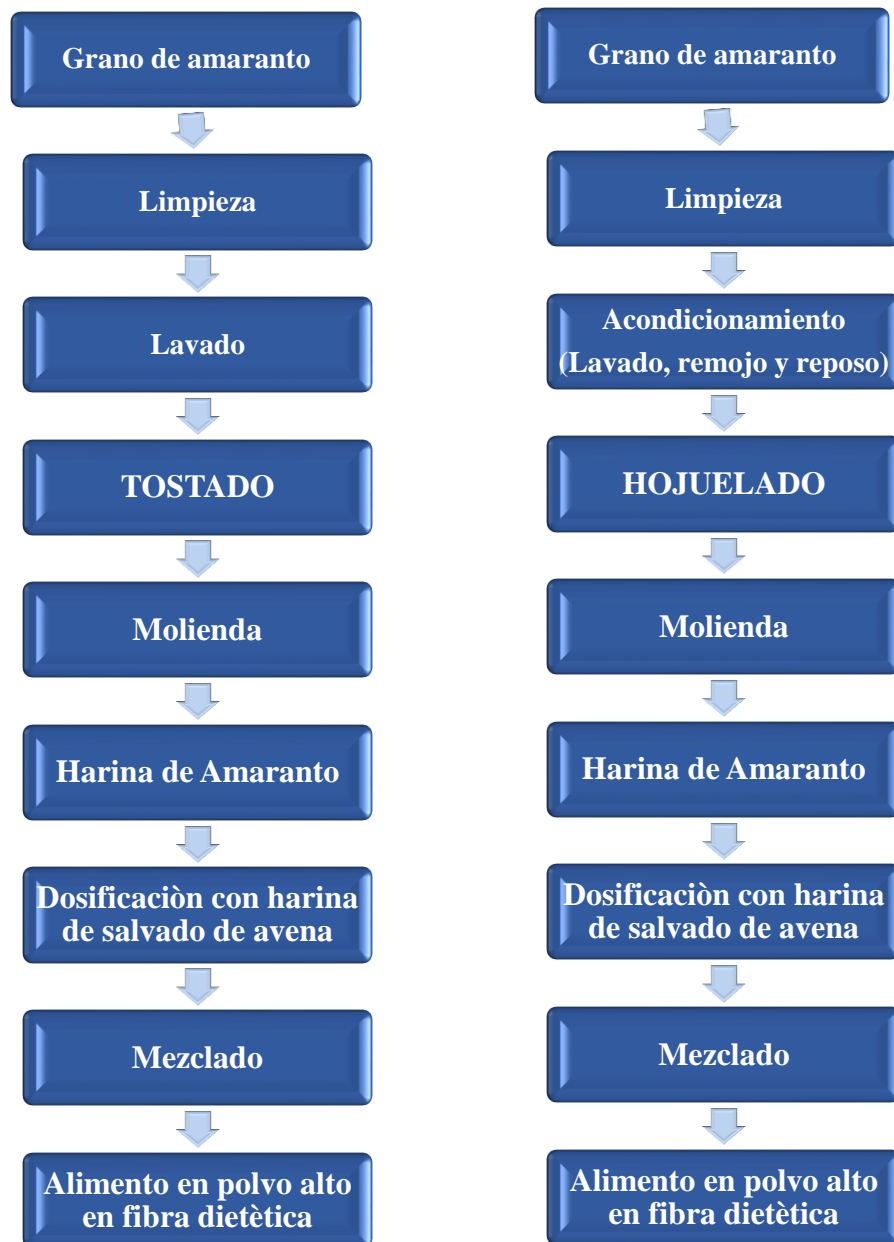 Grano de amaranto
Limpieza
Lavado
TOSTADO
Molienda
Harina de Amaranto
Dosificaciòn con harina
de salvado de avena
Mezclado
Alimento en polvo alto
en fibra dietètica
Grano de amaranto
Limpieza
Acondicionamiento
(Lavado, remojo y reposo)
HOJUELADO
Molienda
Harina de Amaranto
Dosificaciòn con harina
de salvado de avena
Mezclado
Alimento en polvo alto
en fibra dietètica